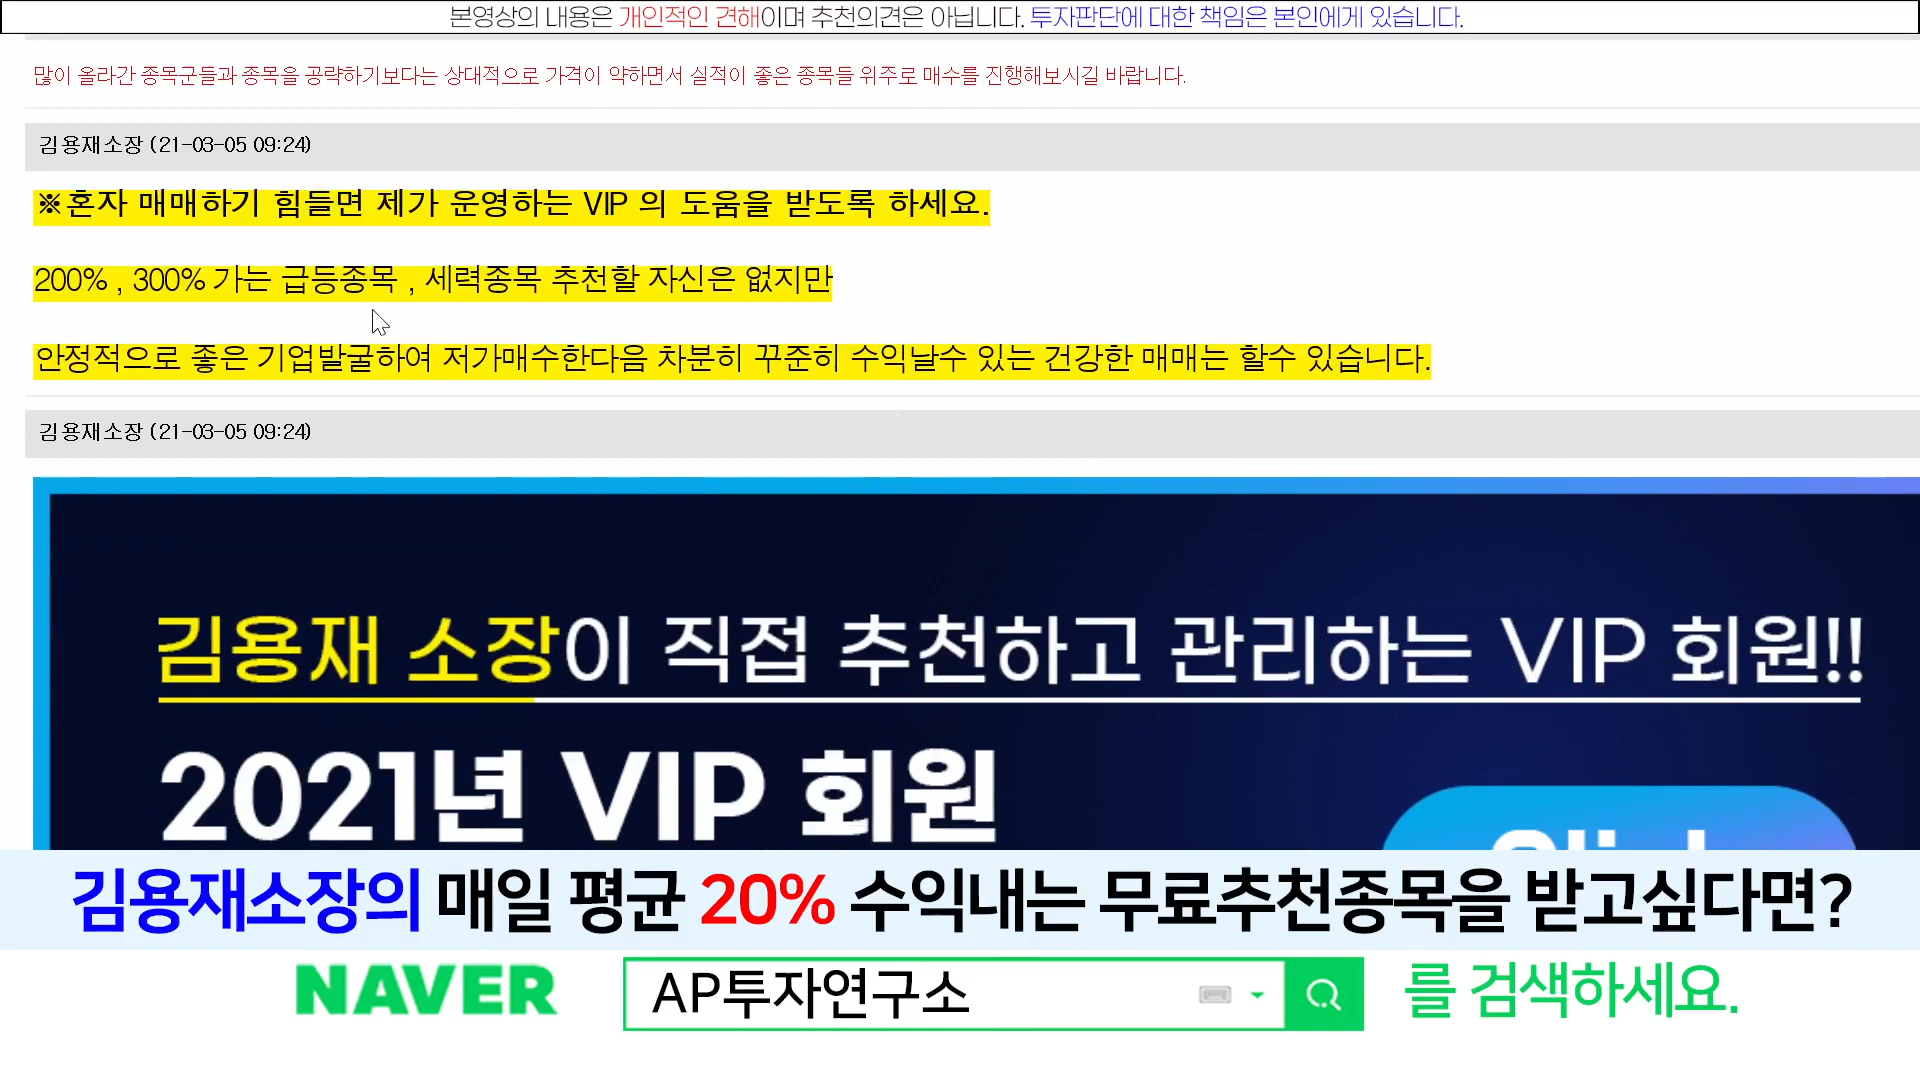 본영상의 내용은 개인적인 견해이며 추천의견은 아닙니다. 투자판단에 대한 책임은 본인에게 있습니다.
많이 올라간 종목군들과 종목을 공략하기보다는 상대적으로 가격이 약하면서 실적이 좋은 종목들 위주로 매수를 진행해보시길 바랍니다.
김용재소장 (21-03-05 09:24)
※혼자 매매하기 힘들면 제가 운영하는 VIP 의 도움을 받도록 하세요.
200% , 300% 가는 급등종목 , 세력종목 추천할 자신은 없지만
안정적으로 좋은 기업발굴하여 저가매수한다음 차분히 꾸준히 수익날수 있는 건강한 매매는 할수 있습니다.
김용재소장 (21-03-05 09:24)
김용재 소장이 직접 추천하고 관리하는 VIP 회원!!
2021년 VIP 회원
김용재소장의 매일 평균 20% 수익내는 무료추천종목을 받고싶다면?
NAVER AP투자연구소 를 검색하세요.